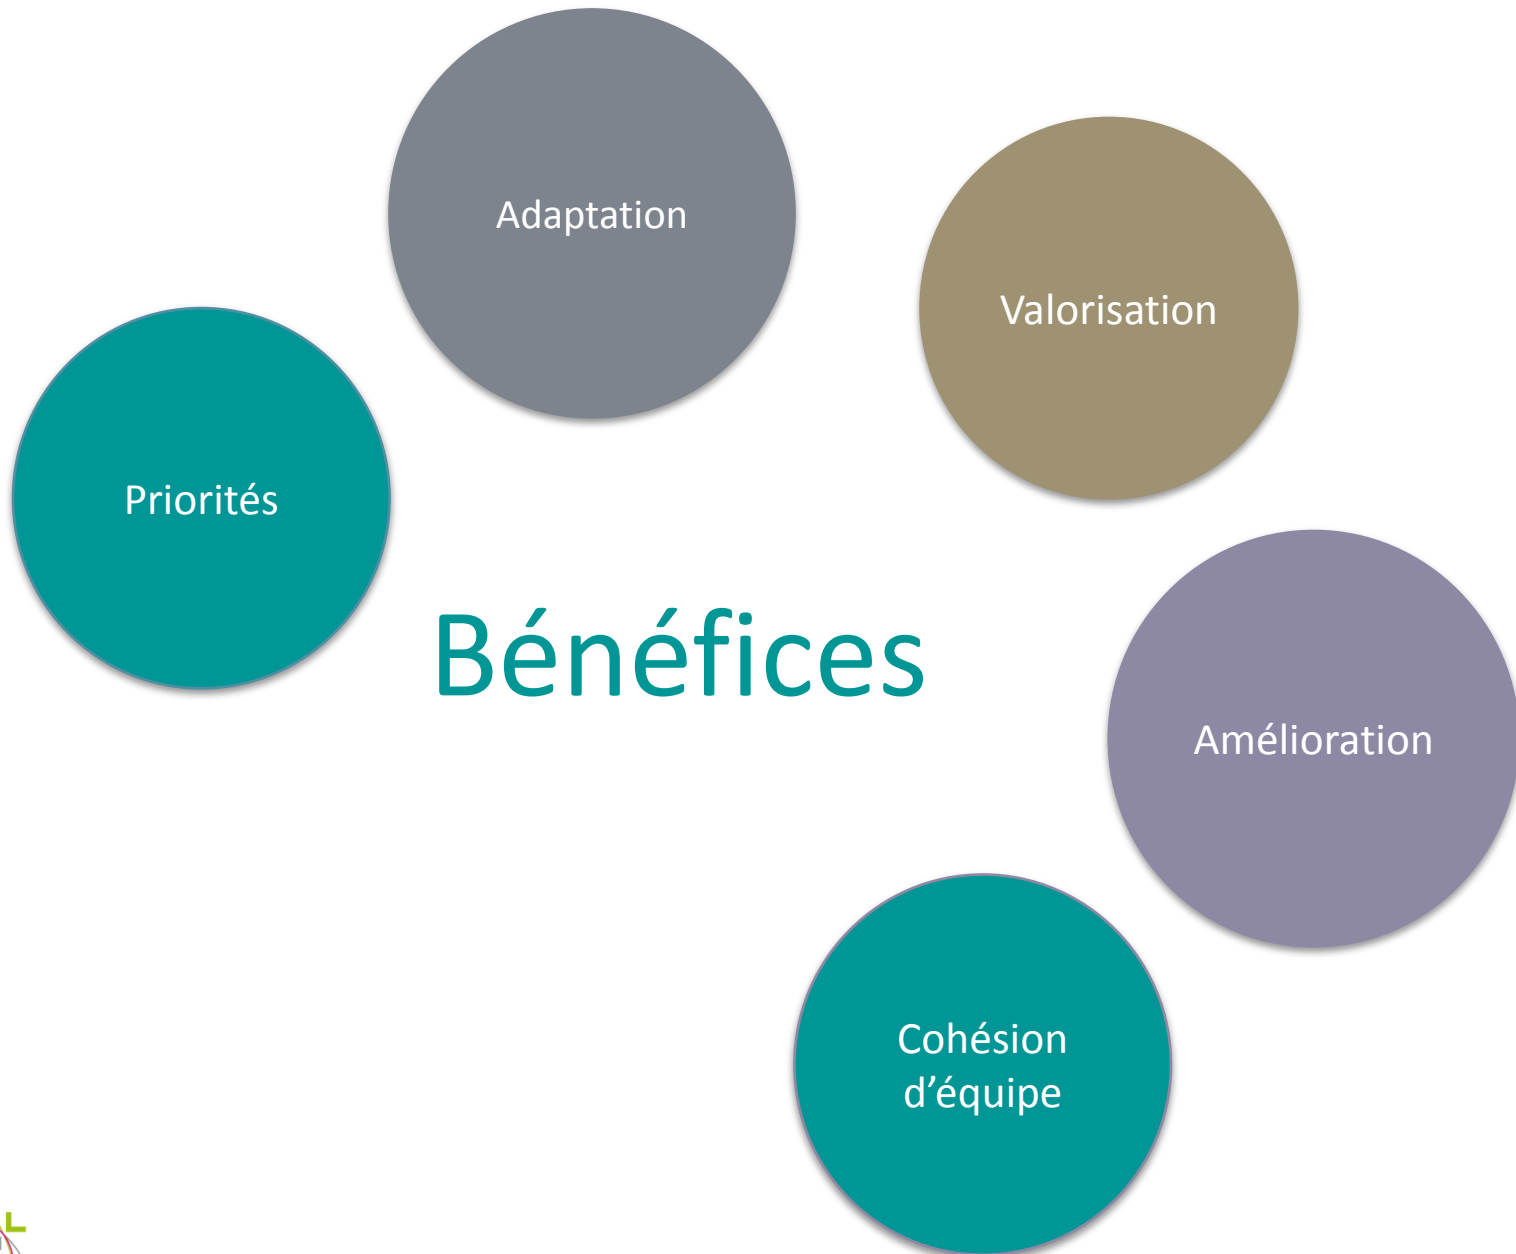 Adaptation
Valorisation
Priorités
Bénéfices
Amélioration
Cohésion
d’équipe